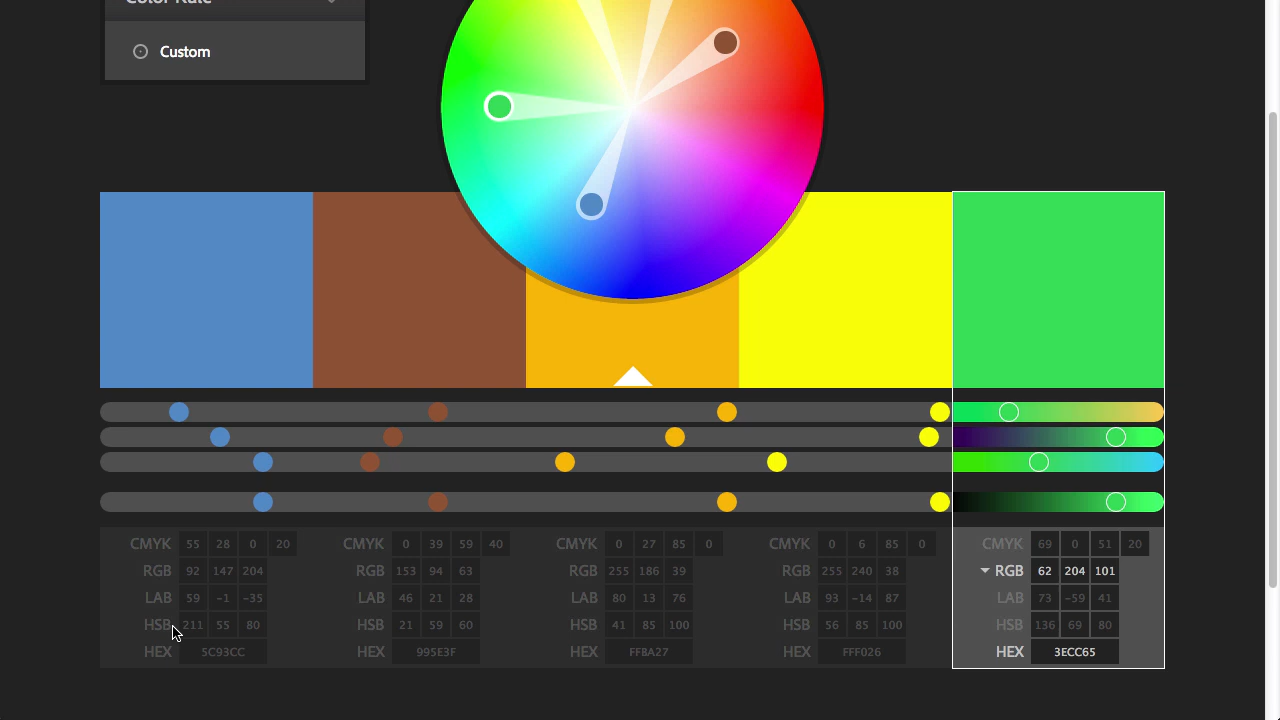 Color Rule
Custom
CMYK 55 28 0 20 CMYK 0 39 59 40 CMYK 0 27 85 0 CMYK 0 6 85 0 CMYK 69 0 51 20
RGB 92 147 204 RGB 153 94 63 RGB 255 186 39 RGB 255 240 38 RGB 62 204 101
LAB 59 -1 -35 LAB 46 21 28 LAB 80 13 76 LAB 93 -14 87 LAB 73 -59 41
HSB 211 55 80 HSB 21 59 60 HSB 41 85 100 HSB 56 85 100 HSB 136 69 80
HEX 5C93CC HEX 995E3F HEX FFBA27 HEX FFF026 HEX 3ECC65